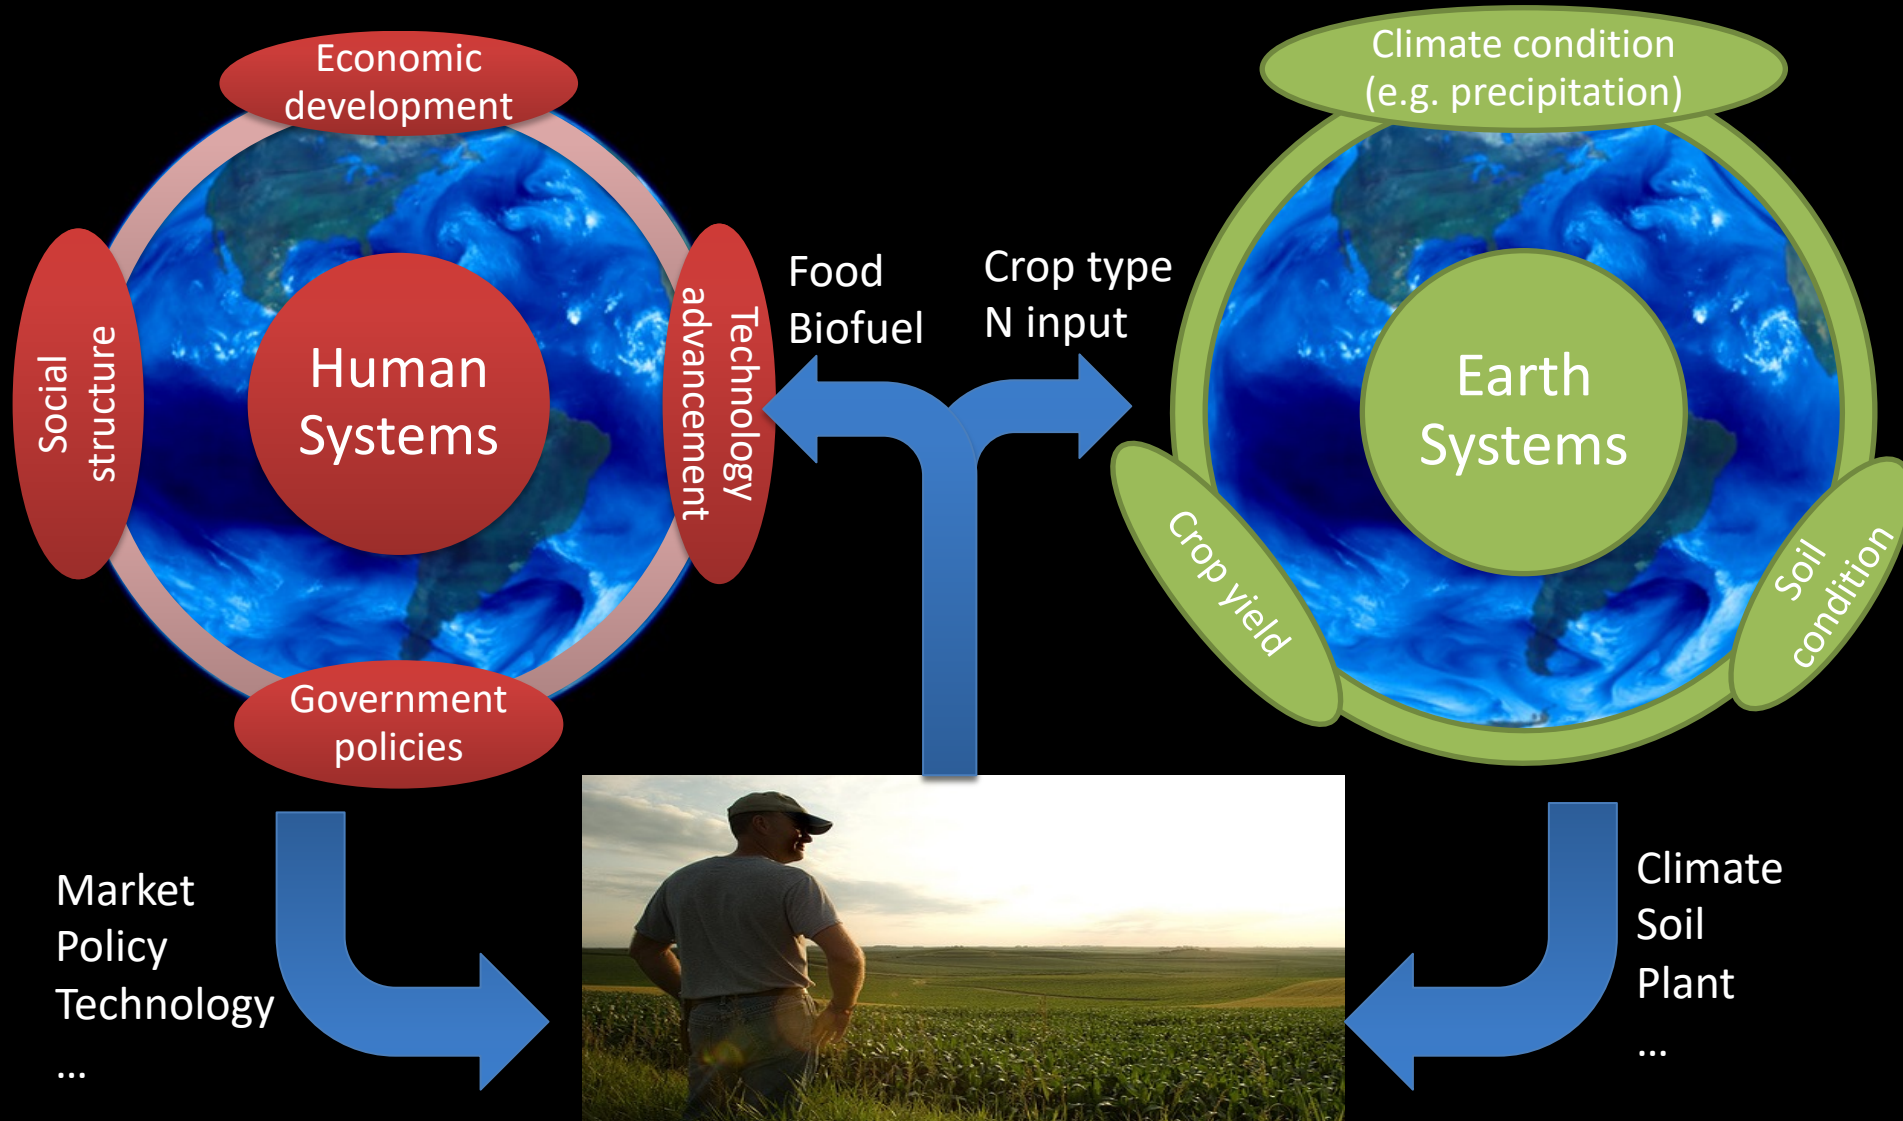 Economic
development
Social
structure
Human
Systems
Technology
advancement
Government
policies
Food
Biofuel
Crop type
N input
Climate condition
(e.g. precipitation)
Earth
Systems
Crop yield
Soil
condition
Market
Policy
Technology
...
Climate
Soil
Plant
...